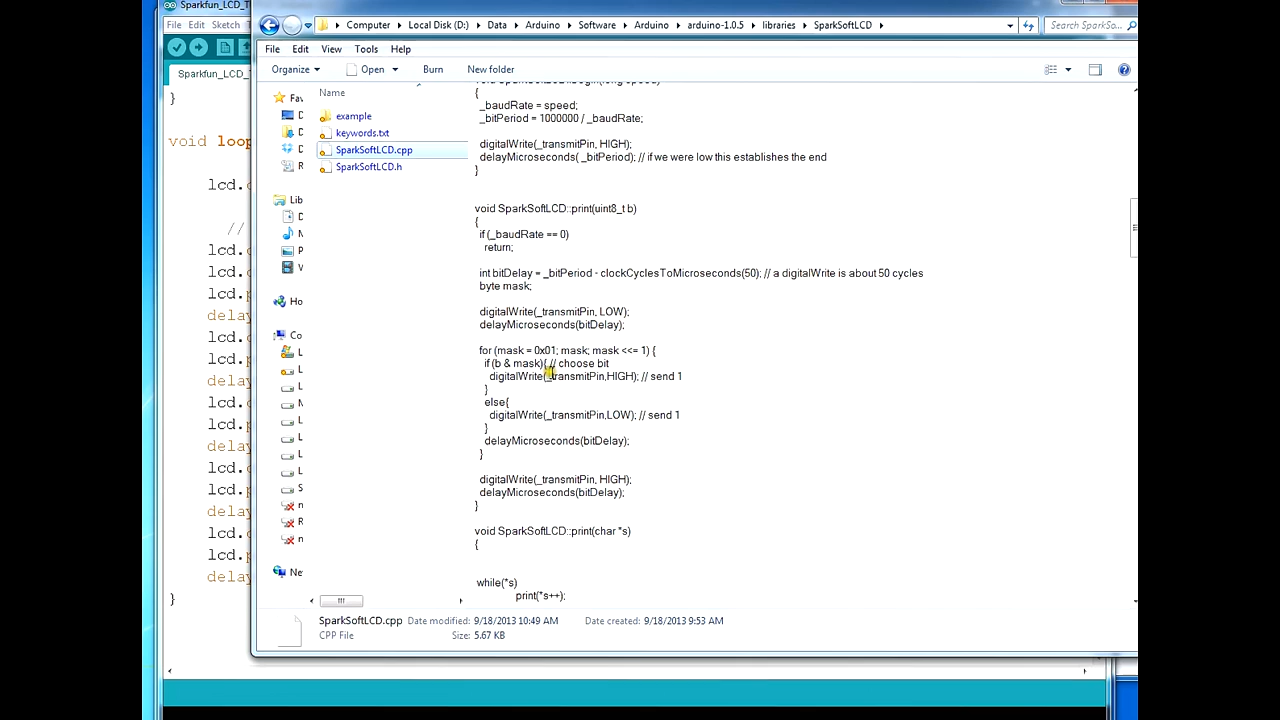 Sparkfun_LCD_T
File Edit Sketch
Sparkfun_LCD_
}
void loop
lcd.
//
lcd.
lcd.
lcd.p
delay
lcd.
lcd.p
delay
lcd.
lcd.p
delay
lcd.
lcd.p
delay
}
Computer Local Disk (D:) Data Arduino Software Arduino arduino-1.0.5 libraries SparkSoftLCD
Search SparkSo...
File Edit View Tools Help
Organize Open Burn New folder
Fav
D
D
D
R
Lib
D
N
P
V
Ho
Co
L
L
L
N
L
L
L
L
S
n
R
n
Ne
Name
example
keywords.txt
SparkSoftLCD.cpp
SparkSoftLCD.h
{
_baudRate = speed;
_bitPeriod = 1000000 / _baudRate;
digitalWrite(_transmitPin, HIGH);
delayMicroseconds( _bitPeriod); // if we were low this establishes the end
}
void SparkSoftLCD::print(uint8_t b)
{
if (_baudRate == 0)
return;
int bitDelay = _bitPeriod - clockCyclesToMicroseconds(50); // a digitalWrite is about 50 cycles
byte mask;
digitalWrite(_transmitPin, LOW);
delayMicroseconds(bitDelay);
for (mask = 0x01; mask; mask <<= 1) {
if (b & mask){ // choose bit
digitalWrite(_transmitPin,HIGH); // send 1
}
else{
digitalWrite(_transmitPin,LOW); // send 1
}
delayMicroseconds(bitDelay);
}
digitalWrite(_transmitPin, HIGH);
delayMicroseconds(bitDelay);
}
void SparkSoftLCD::print(char *s)
{
while(*s)
print(*s++);
SparkSoftLCD.cpp Date modified: 9/18/2013 10:49 AM Date created: 9/18/2013 9:53 AM
CPP File Size: 5.67 KB